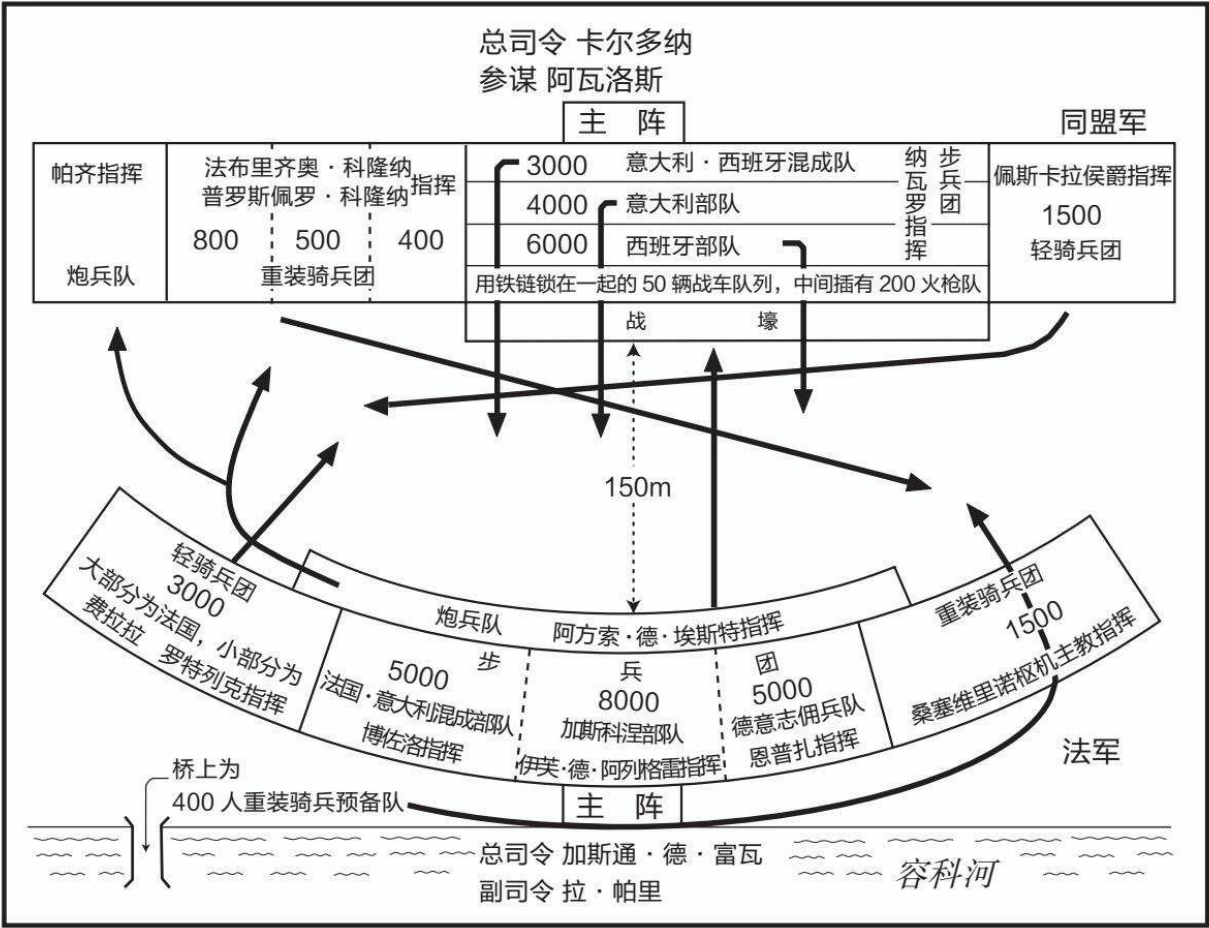 总司令 卡尔多纳
参谋 阿瓦洛斯
主 阵
同盟军
帕齐指挥
炮兵队
法布里齐奥·科隆纳
普罗斯佩罗·科隆纳
指挥
800
500
400
重装骑兵团
3000 意大利·西班牙混成队
4000 意大利部队
6000 西班牙部队
纳瓦罗指挥
步兵团
用铁链锁在一起的 50 辆战车队列，中间插有 200 火枪队
战 壕
佩斯卡拉侯爵指挥
1500
轻骑兵团
150m
轻骑兵团
3000
大部分为法国，小部分为
费拉拉 罗特列克指挥
炮兵队 阿方索·德·埃斯特指挥
步 兵 团
5000
法国·意大利混成部队
博佐洛指挥
8000
加斯科涅部队
伊芙·德·阿列格雷指挥
5000
德意志佣兵队
恩普扎指挥
重装骑兵团
1500
桑塞维里诺枢机主教指挥
法军
桥上为
400 人重装骑兵预备队
主 阵
总司令 加斯通·德·富瓦
副司令 拉·帕里
容科河